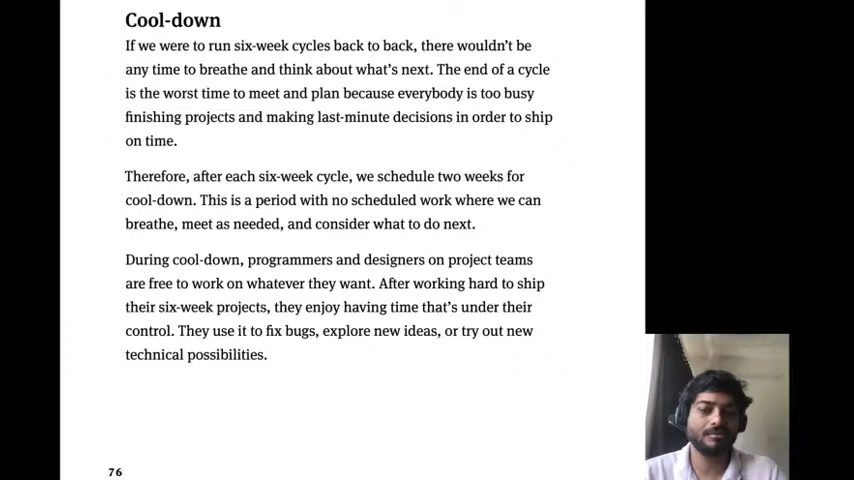 Cool-down
If we were to run six-week cycles back to back, there wouldn't be
any time to breathe and think about what's next. The end of a cycle
is the worst time to meet and plan because everybody is too busy
finishing projects and making last-minute decisions in order to ship
on time.
Therefore, after each six-week cycle, we schedule two weeks for
cool-down. This is a period with no scheduled work where we can
breathe, meet as needed, and consider what to do next.
During cool-down, programmers and designers on project teams
are free to work on whatever they want. After working hard to ship
their six-week projects, they enjoy having time that's under their
control. They use it to fix bugs, explore new ideas, or try out new
technical possibilities.
76